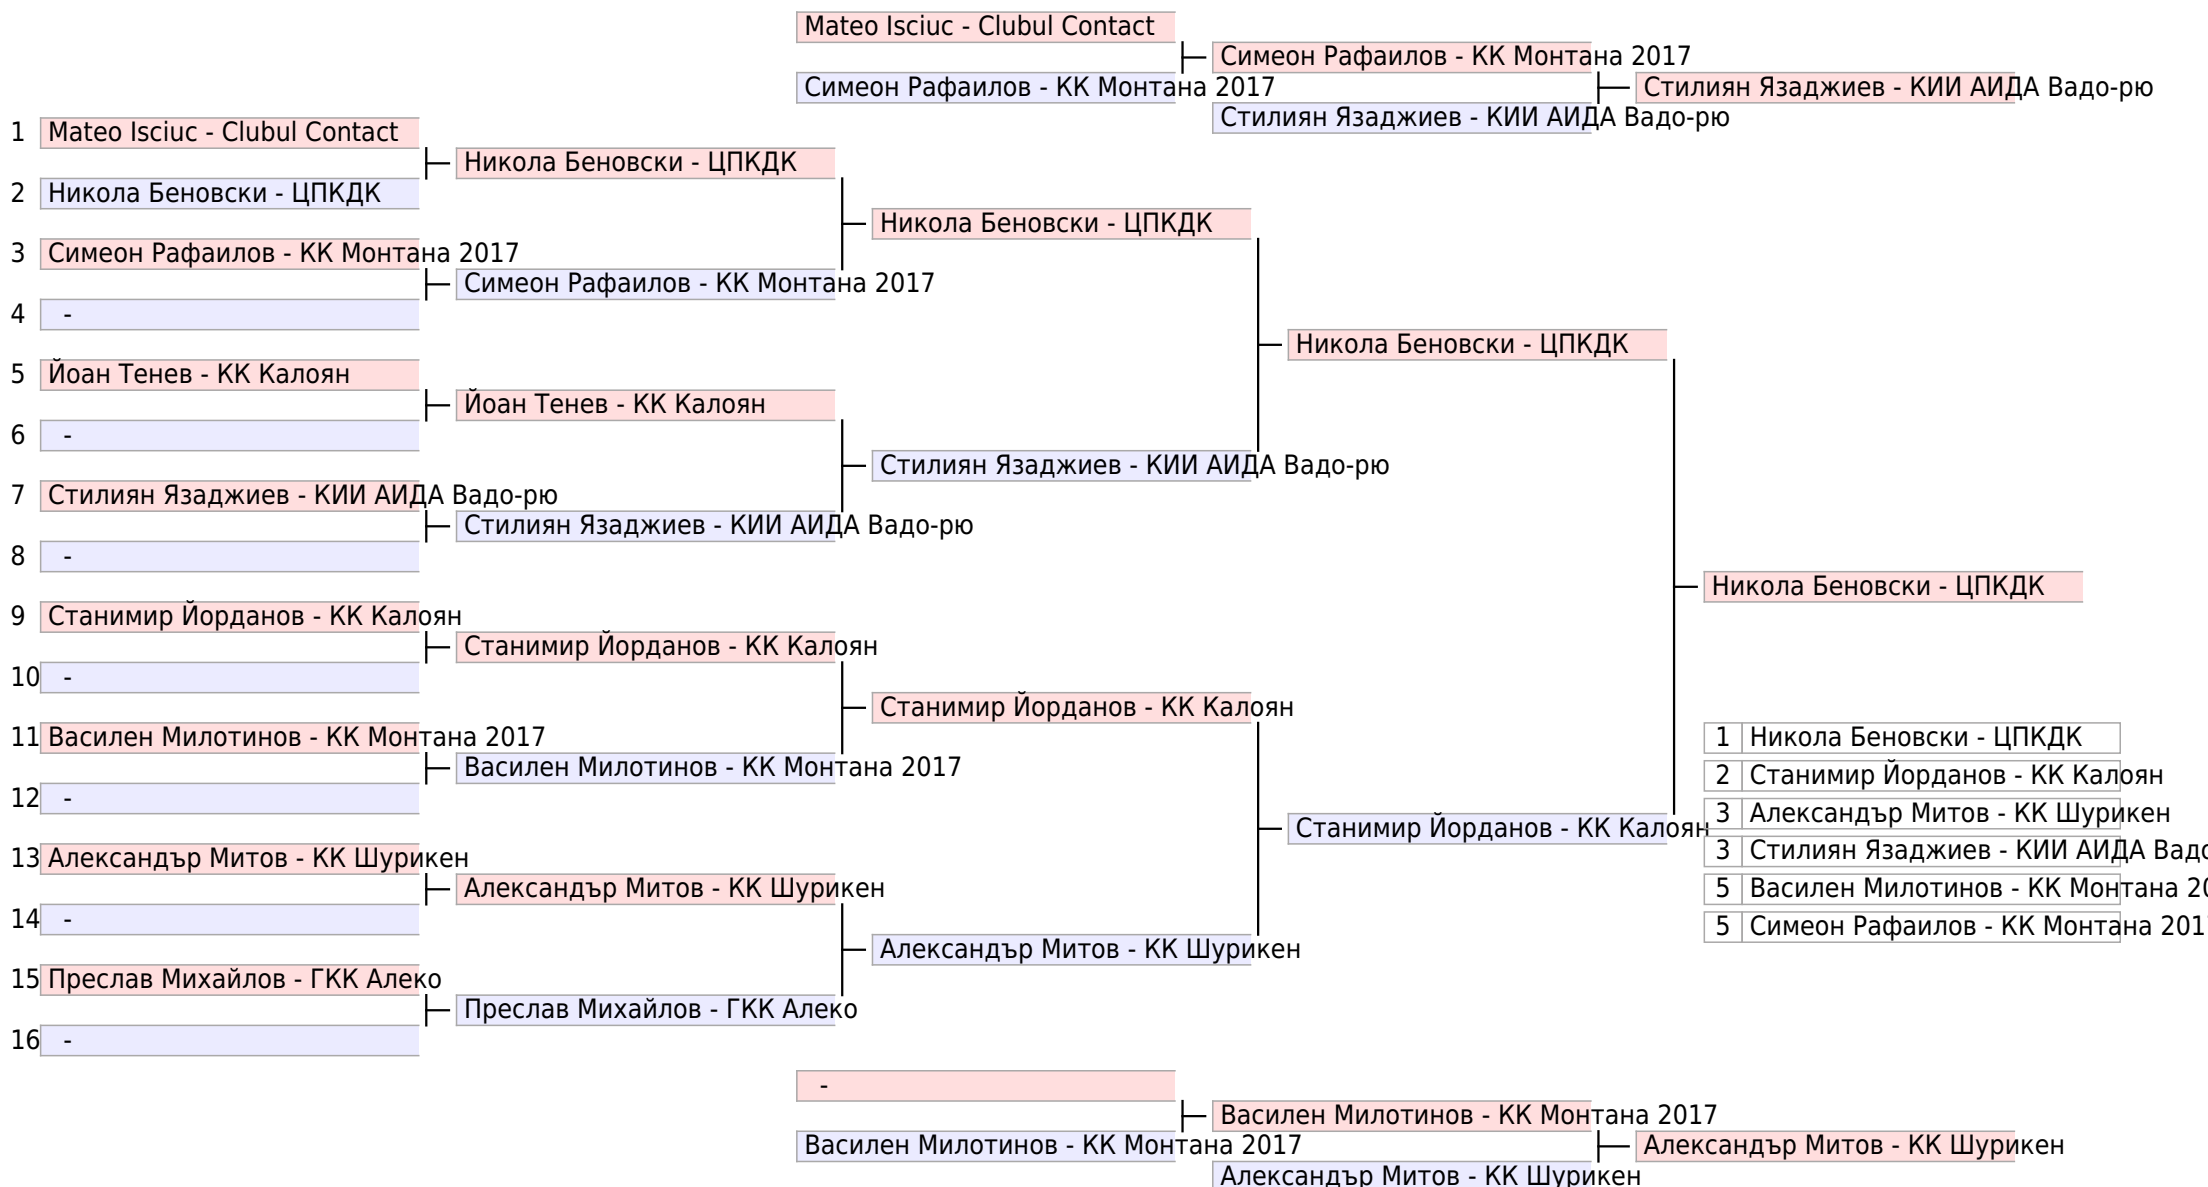 Mateo Isciuc - Clubul Contact
Симеон Рафаилов - КК Монтана 2017
Симеон Рафаилов - КК Монтана 2017
Стилиян Язаджиев - КИИ АИДА Вадо-рю
Стилиян Язаджиев - КИИ АИДА Вадо-рю
1 Mateo Isciuc - Clubul Contact
Никола Беновски - ЦПКДК
2 Никола Беновски - ЦПКДК
Никола Беновски - ЦПКДК
3 Симеон Рафаилов - КК Монтана 2017
Симеон Рафаилов - КК Монтана 2017
4 -
Никола Беновски - ЦПКДК
5 Йоан Тенев - КК Калоян
Йоан Тенев - КК Калоян
6 -
Стилиян Язаджиев - КИИ АИДА Вадо-рю
7 Стилиян Язаджиев - КИИ АИДА Вадо-рю
Стилиян Язаджиев - КИИ АИДА Вадо-рю
8 -
Никола Беновски - ЦПКДК
9 Станимир Йорданов - КК Калоян
Станимир Йорданов - КК Калоян
10 -
Станимир Йорданов - КК Калоян
11 Василен Милотинов - КК Монтана 2017
Василен Милотинов - КК Монтана 2017
12 -
Станимир Йорданов - КК Калоян
13 Александър Митов - КК Шурикен
Александър Митов - КК Шурикен
14 -
Александър Митов - КК Шурикен
15 Преслав Михайлов - ГКК Алеко
Преслав Михайлов - ГКК Алеко
16 -
1 Никола Беновски - ЦПКДК
2 Станимир Йорданов - КК Калоян
3 Александър Митов - КК Шурикен
3 Стилиян Язаджиев - КИИ АИДА
5 Василен Милотинов - КК Монтана
5 Симеон Рафаилов - КК Монтана
-
Василен Милотинов - КК Монтана 2017
Василен Милотинов - КК Монтана 2017
Александър Митов - КК Шурикен
Александър Митов - КК Шурикен